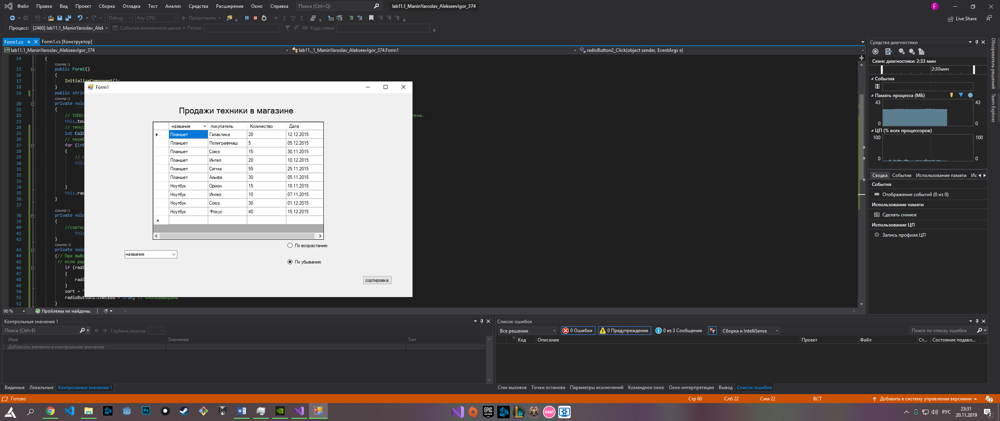 Файл Правка Вид Проект Сборка Отладка Тест Анализ Средства Расширения Окно Справка Поиск (Ctrl+Q) lab11.1_ManinYaroslav_AlekseevIgor_374 F
Debug Any CPU Продолжить Live Share
Процесс: [2460] lab11.1_ManinYaroslav_Alek События жизненного цикла Поток: Кадр стека:
Form1.cs Form1.cs [Конструктор]
lab11.1_ManinYaroslav_AlekseevIgor_374 lab11._1_ManinYaroslav_AlekseevIgor_374.Form1 radioButton2_Click(object sender, EventArgs e)
14 {
ссылка: 1
15 public Form1()
16 {
17 InitializeComponent();
18 }
19 public strin
ссылка: 1
20 private void
21 {
22 // TODO: лена.
23 this.tov
24 // типсо
25 int ColC
26 // переб
27 for (int
28 {
29 // п
30 this
31
32
33
34 }
35 this.rad
36 }
37
ссылка: 1
38 private void
39 {
40 //сортир
41 this
42 }
Ссылок: 0
43 private void
44 {// При выбо
45 // если рад
46 if (radi
47 {
48 radi
49 }
50 sort = "
51 radioButton1.Checked = true; // кнопкавыбрана
52 }
90 % Проблемы не найдены.
Form1
Продажи техники в магазине
название покупатель Количество Дата
Планшет Галактика 20 12.12.2015
Планшет Полиграфмаш 5 05.12.2015
Планшет Союз 15 30.11.2015
Планшет Интел 20 10.12.2015
Планшет Сигма 55 25.11.2015
Планшет Альфа 30 05.11.2015
Ноутбук Орион 15 18.11.2015
Ноутбук Интел 10 07.11.2015
Ноутбук Союз 30 01.12.2015
Ноутбук Фокус 40 15.12.2015
По возрастанию
название
По убыванию
сортировка
Средства диагностики
Сеанс диагностики: 2:33 мин
2:30мин
События
Память процесса (МБ)
43 43
0 0
ЦП (% всех процессоров)
100 100
0 0
Сводка События Использование памяти Ис
События
Отображение событий (0 из 0)
Использование памяти
Сделать снимок
Использование ЦП
Запись профиля ЦП
Обозреватель решений
Team Explorer
Контрольные значения 1
Поиск (Ctrl+E) Глубина поиска:
Имя Значение Тип
Добавить элемент в контрольное значение
Видимые Локальные Контрольные значения 1
Список ошибок
Все решение 0 Ошибки 0 Предупреждения 0 из 3 Сообщения Сборка и IntelliSense Поиск по списку ошибок
Код Описание Проект Файл Ст... Состояние подавл...
Стек вызовов Точки останова Параметры исключений Командное окно Окно интерпретации Вывод Список ошибок
Готово Стр 60 Слб 22 Сим 22 ВСТ Добавить в систему управления версиями 2
Ps EPIC GAMES osu! РУС 23:31
20.11.2019 2